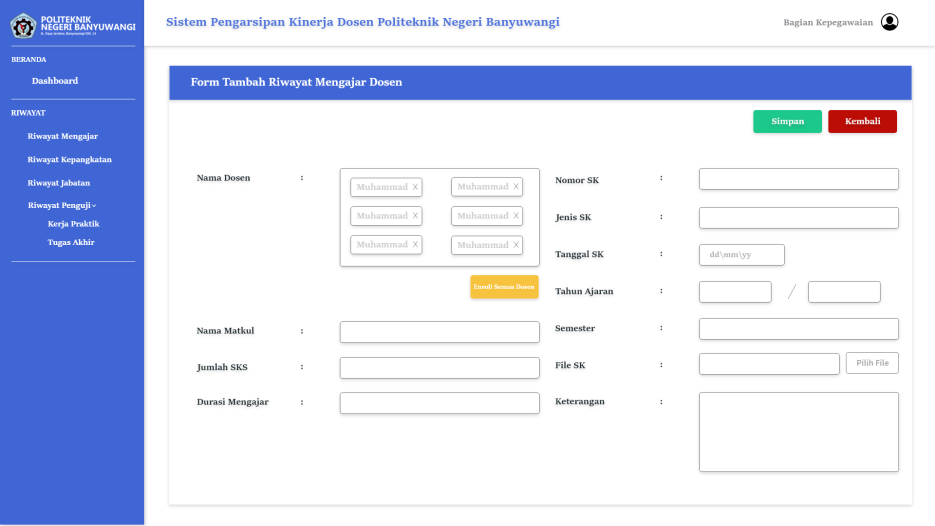 POLITEKNIK
NEGERI BANYUWANGI
Sistem Pengarsipan Kinerja Dosen Politeknik Negeri Banyuwangi
Bagian Kepegawaian
BERANDA
Dashboard
RIWAYAT
Riwayat Mengajar
Riwayat Kepangkatan
Riwayat Jabatan
Riwayat Penguji
Kerja Praktik
Tugas Akhir
Form Tambah Riwayat Mengajar Dosen
Simpan
Kembali
Nama Dosen :
Muhammad X Muhammad X
Muhammad X Muhammad X
Muhammad X Muhammad X
Enroll Semua Dosen
Nama Matkul :
Jumlah SKS :
Durasi Mengajar :
Nomor SK :
Jenis SK :
Tanggal SK : dd\mm\yy
Tahun Ajaran : /
Semester :
File SK : Pilih File
Keterangan :